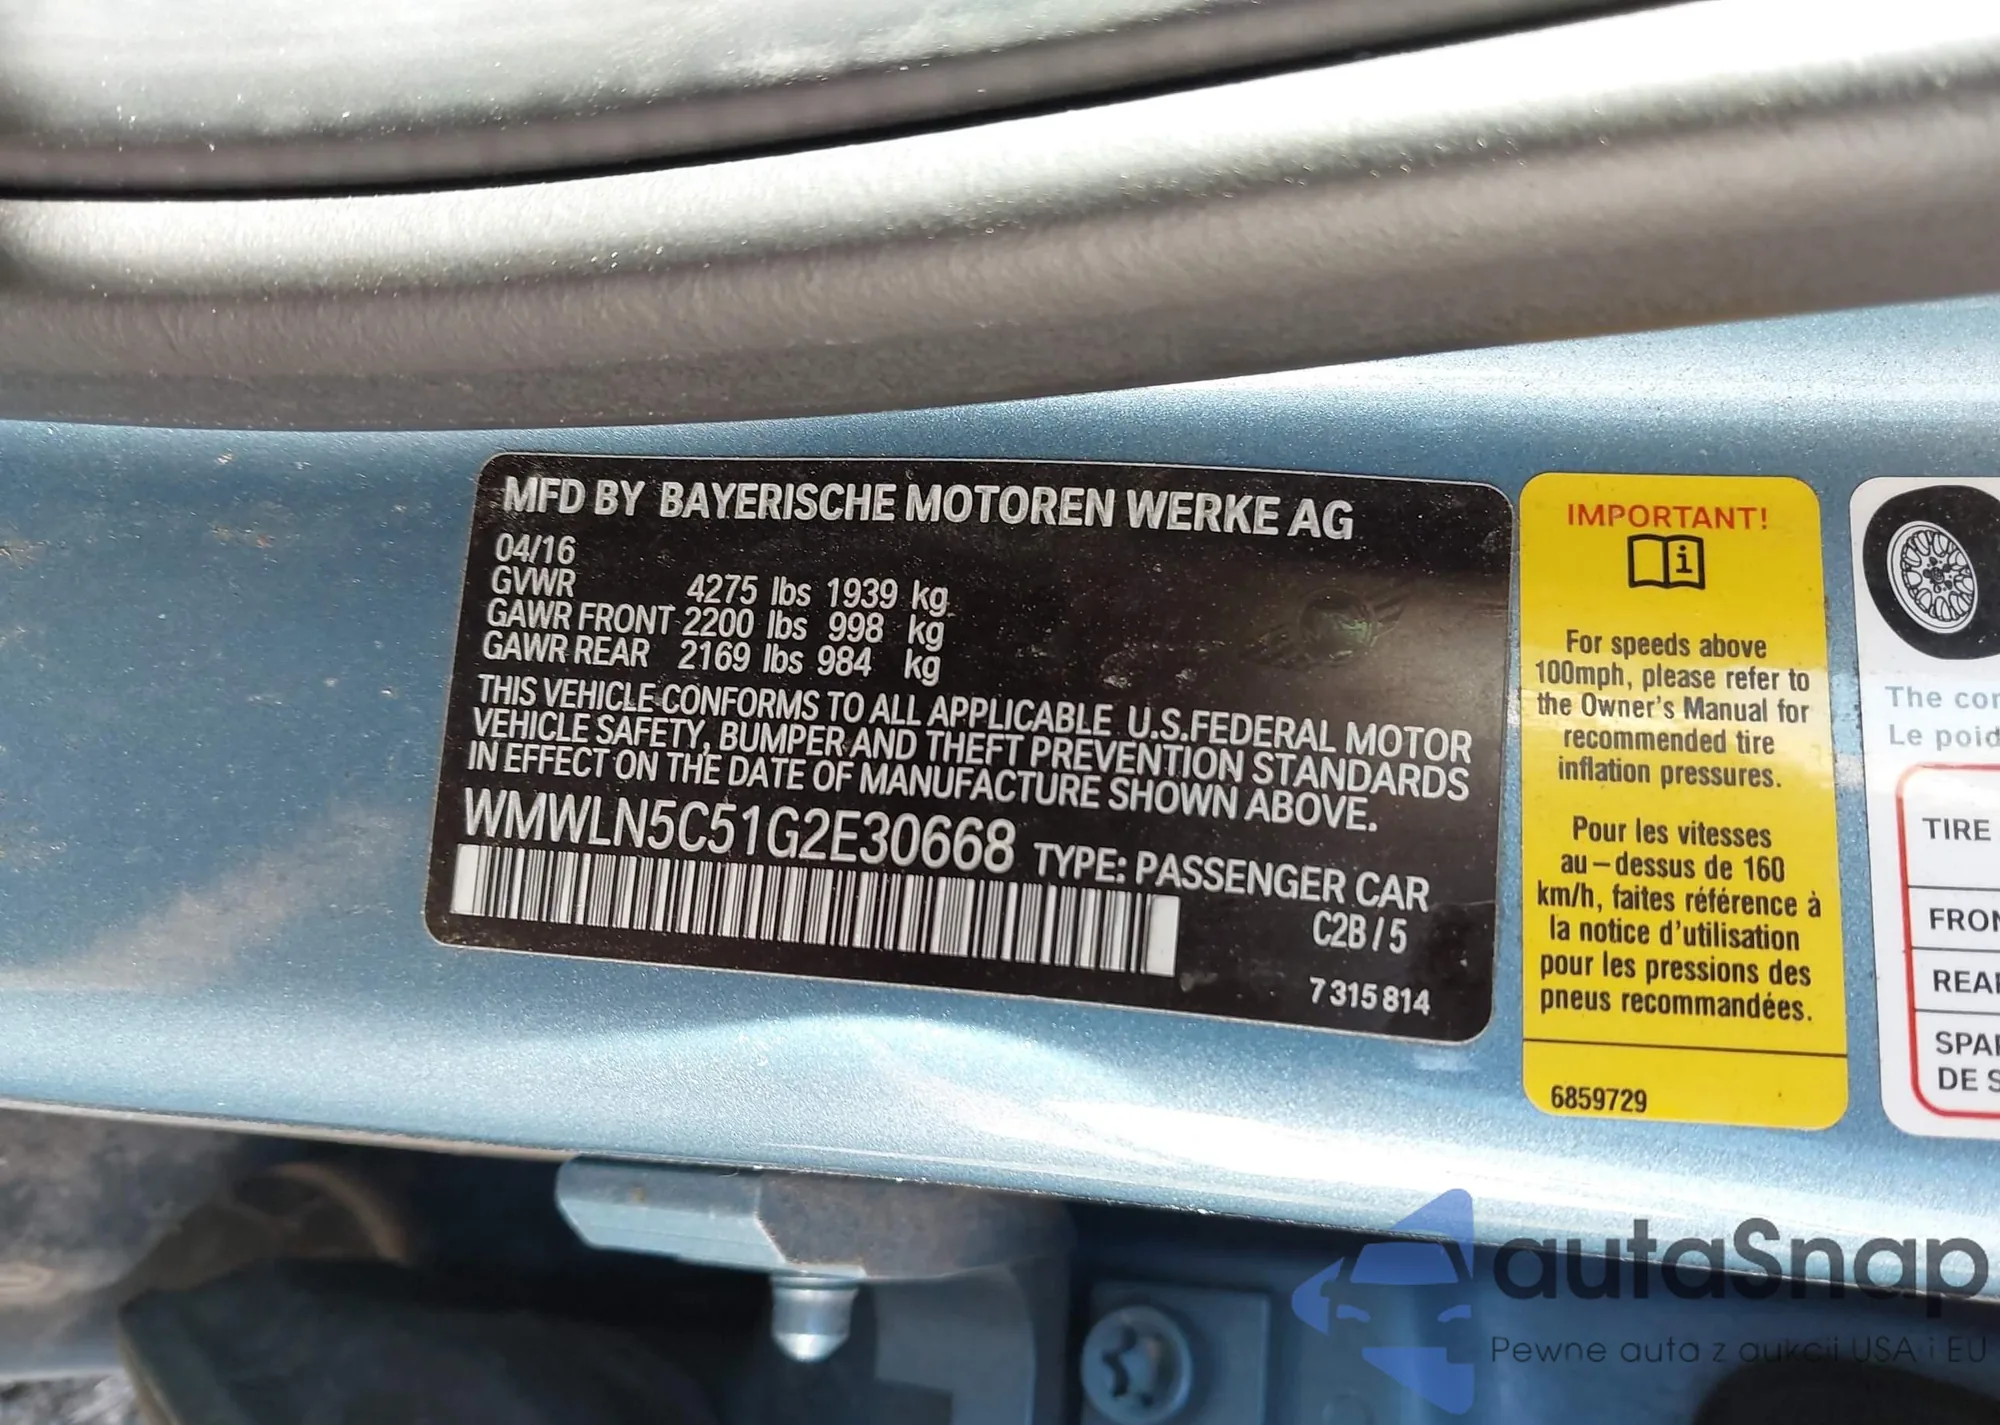 MFD BY BAYERISCHE MOTOREN WERKE AG
04/16
GVWR 4275 lbs 1939 kg
GAWR FRONT 2200 lbs 998 kg
GAWR REAR 2169 lbs 984 kg
THIS VEHICLE CONFORMS TO ALL APPLICABLE U.S.FEDERAL MOTOR
VEHICLE SAFETY, BUMPER AND THEFT PREVENTION STANDARDS
IN EFFECT ON THE DATE OF MANUFACTURE SHOWN ABOVE.
WMWLN5C51G2E30668 TYPE: PASSENGER CAR
C2B / 5
7 315 814
IMPORTANT!
i
For speeds above
100mph, please refer to
the Owner's Manual for
recommended tire
inflation pressures.
Pour les vitesses
au-dessus de 160
km/h, faites référence à
la notice d'utilisation
pour les pressions des
pneus recommandées.
6859729
The
Le
TIRE
DE
autaSnap
Pewne auta z aukcji USA i EU